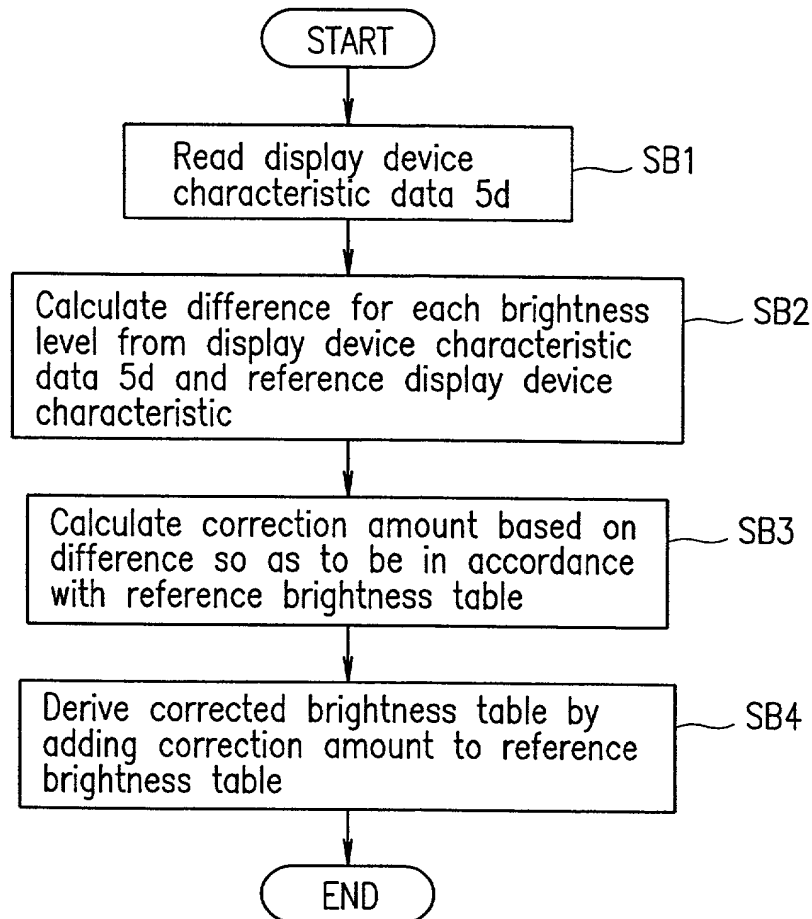 START
Read display device
characteristic data 5d
SB1
Calculate difference for each brightness
level from display device characteristic
data 5d and reference display device
characteristic
SB2
Calculate correction amount based on
difference so as to be in accordance
with reference brightness table
SB3
Derive corrected brightness table by
adding correction amount to reference
brightness table
SB4
END